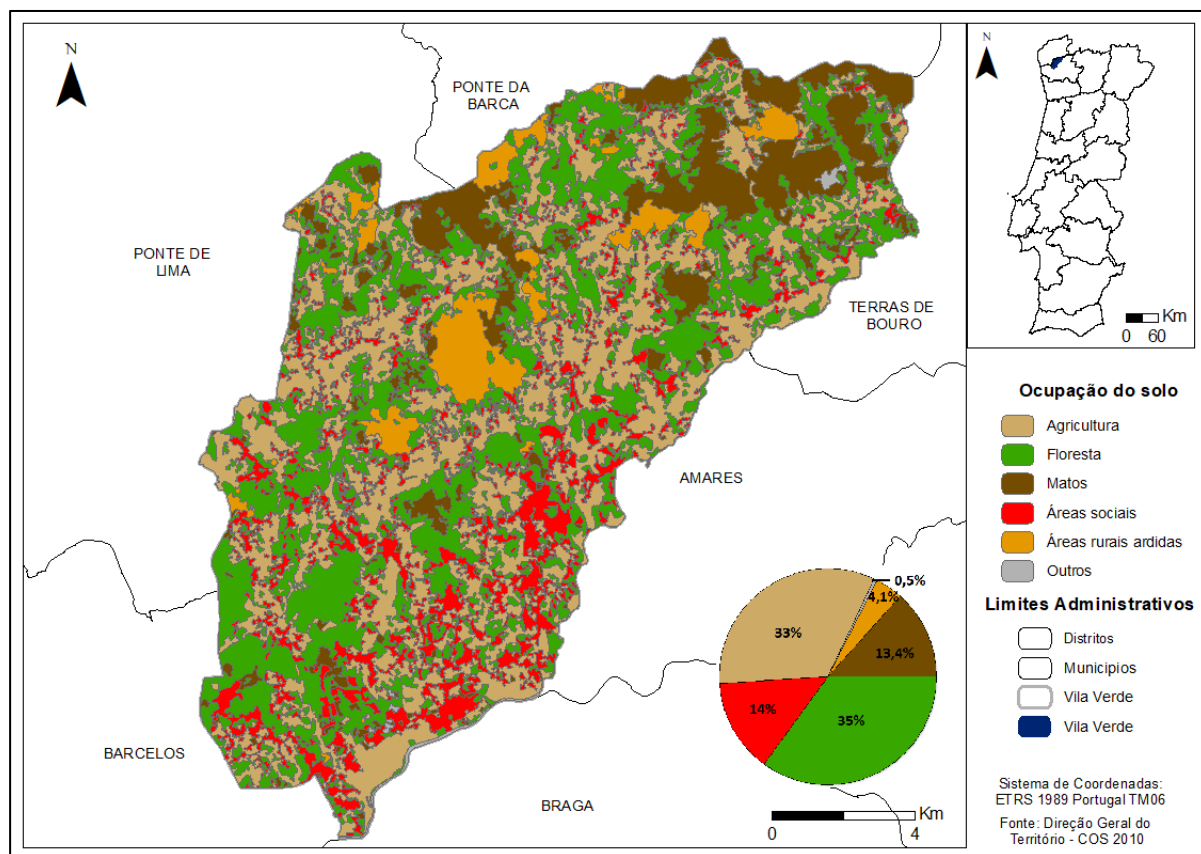 N
PONTE DA
BARCA
PONTE DE
LIMA
TERRAS DE
BOURO
AMARES
BARCELOS
BRAGA
0,5%
4,1%
33%
13,4%
14%
35%
Km
0 4
N
Km
0 60
Ocupação do solo
Agricultura
Floresta
Matos
Áreas sociais
Áreas rurais ardidas
Outros
Limites Administrativos
Distritos
Municipios
Vila Verde
Vila Verde
Sistema de Coordenadas:
ETRS 1989 Portugal TM06
Fonte: Direção Geral do
Território - COS 2010